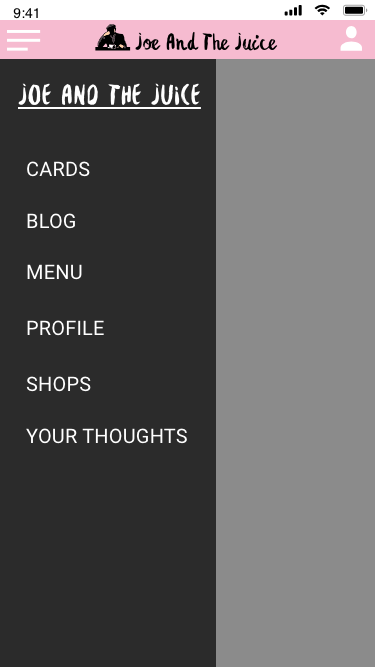 9:41
Joe And The Juice
JOE AND THE JUiCE
CARDS
BLOG
MENU
PROFILE
SHOPS
YOUR THOUGHTS